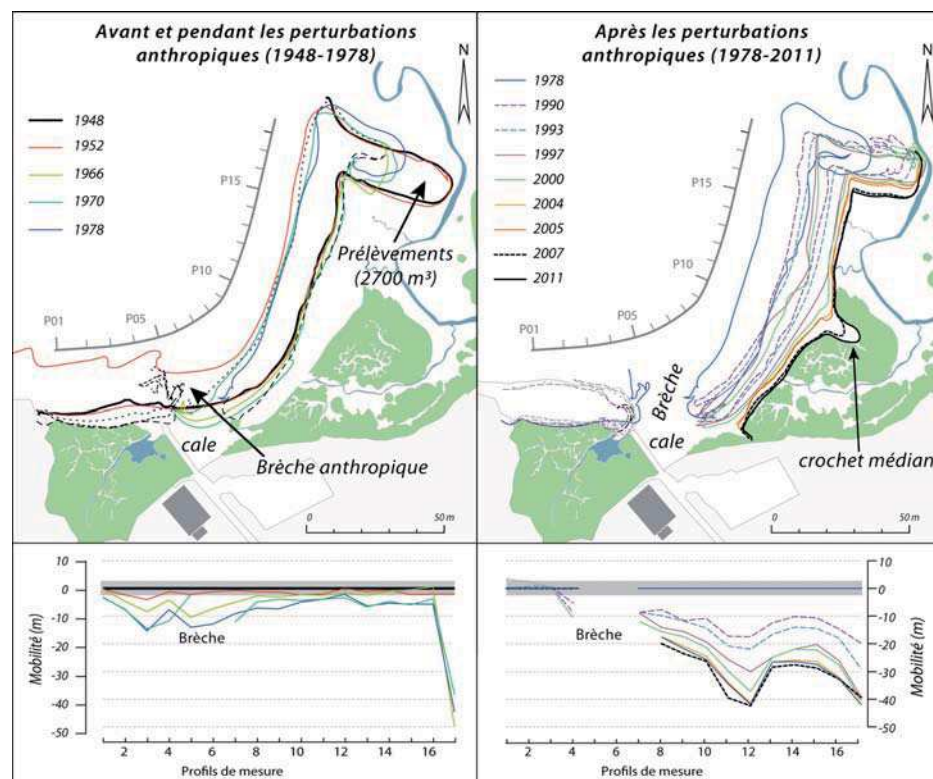 Avant et pendant les perturbations
anthropiques (1948-1978)
N
1948
1952
1966
1970
1978
P15
P10
P05
P01
Prélèvements
(2700 m³)
cale
Brèche anthropique
0 50 m
Après les perturbations
anthropiques (1978-2011)
N
1978
1990
1993
1997
2000
2004
2005
2007
2011
P15
P10
P05
P01
Brèche
cale
crochet médian
0 50 m
Mobilité (m)
10
0
-10
-20
-30
-40
-50
Brèche
2 4 6 8 10 12 14 16
Profils de mesure
Brèche
10
0
-10
-20
-30
-40
-50
Mobilité (m)
2 4 6 8 10 12 14 16
Profils de mesure